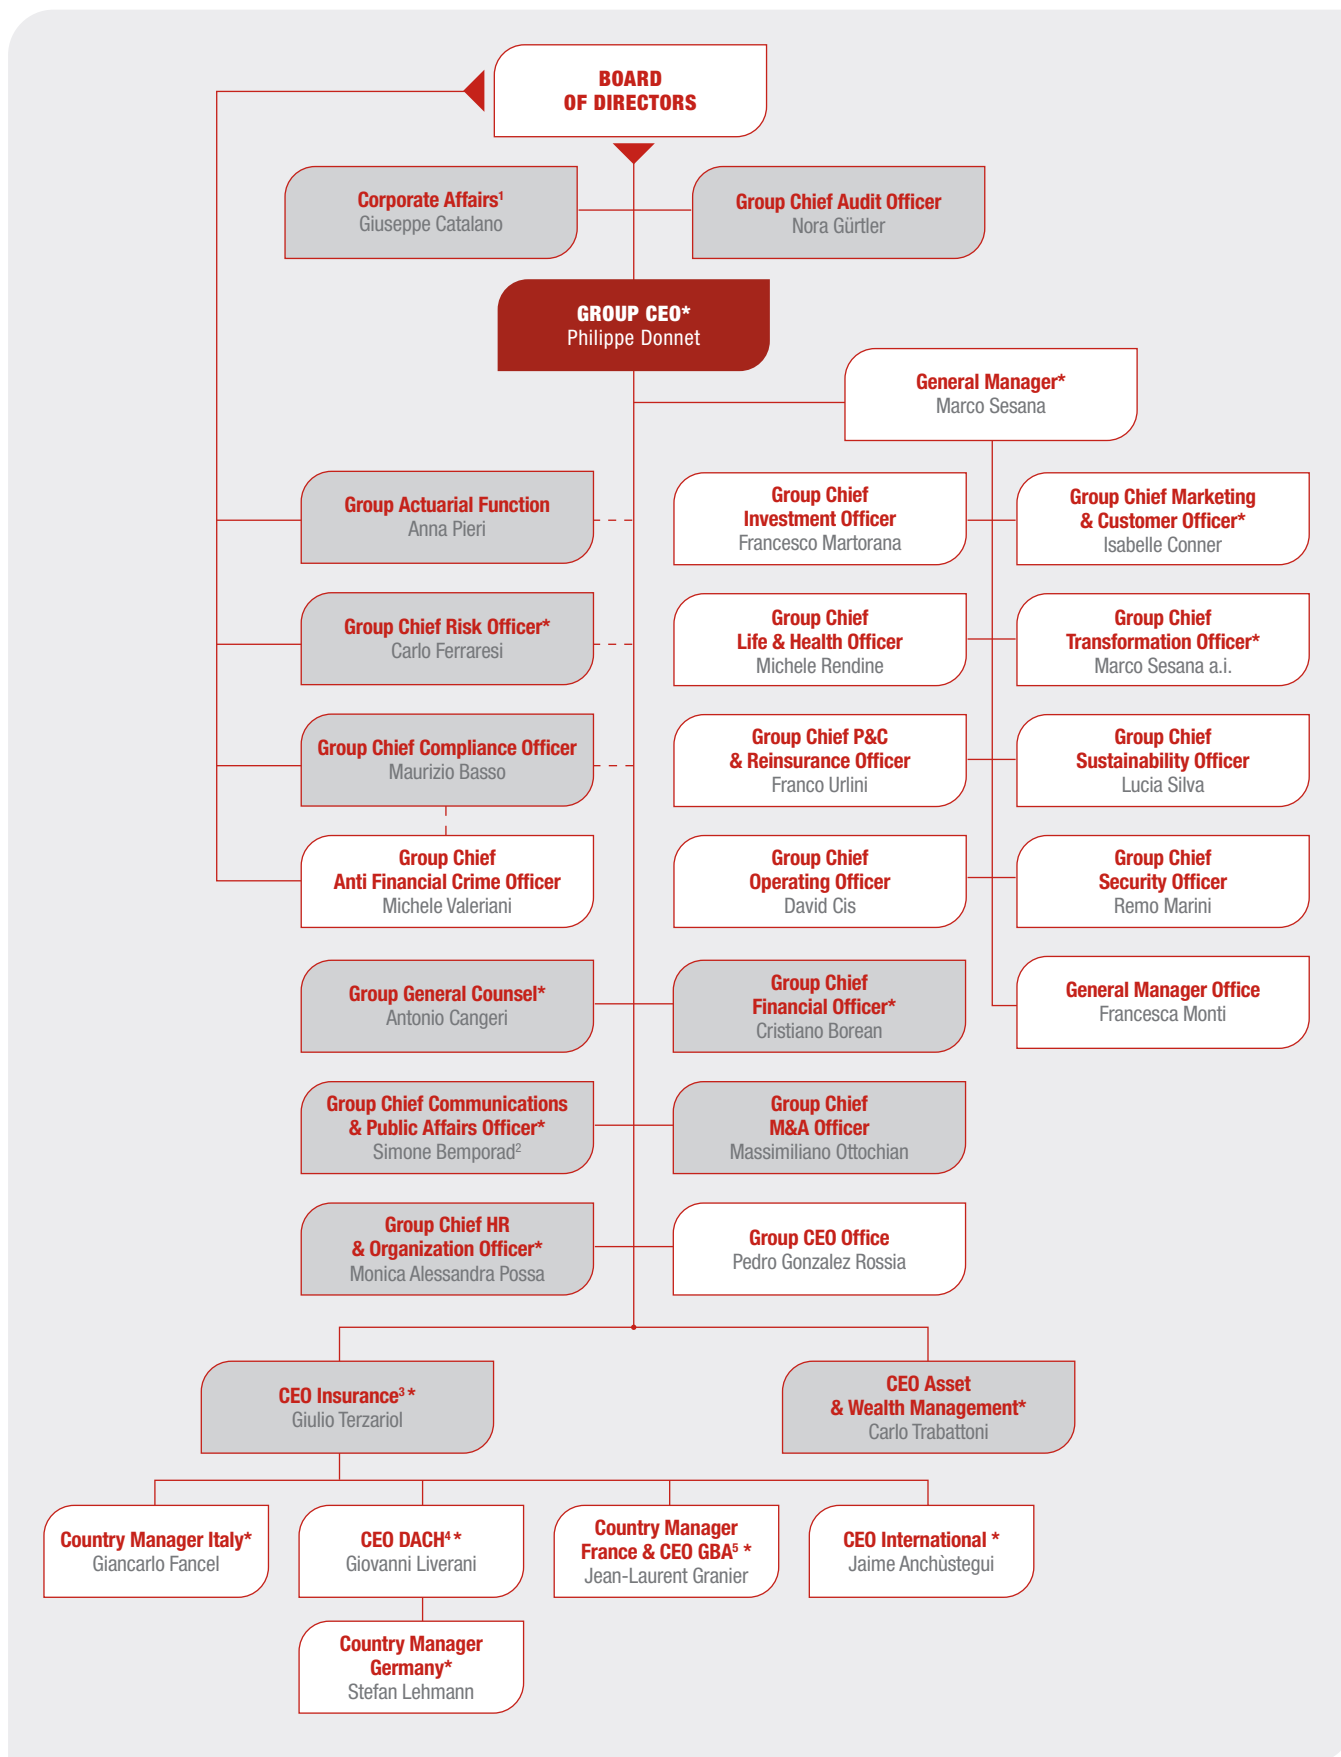 BOARD
OF DIRECTORS
Corporate Affairs¹
Giuseppe Catalano
Group Chief Audit Officer
Nora Gürtler
GROUP CEO*
Philippe Donnet
General Manager*
Marco Sesana
Group Actuarial Function
Anna Pieri
Group Chief
Investment Officer
Francesco Martorana
Group Chief Marketing
& Customer Officer*
Isabelle Conner
Group Chief Risk Officer*
Carlo Ferraresi
Group Chief
Life & Health Officer
Michele Rendine
Group Chief
Transformation Officer*
Marco Sesana a.i.
Group Chief Compliance Officer
Maurizio Basso
Group Chief P&C
& Reinsurance Officer
Franco Urlini
Group Chief
Sustainability Officer
Lucia Silva
Group Chief
Anti Financial Crime Officer
Michele Valeriani
Group Chief
Operating Officer
David Cis
Group Chief
Security Officer
Remo Marini
Group General Counsel*
Antonio Cangeri
Group Chief
Financial Officer*
Cristiano Borean
General Manager Office
Francesca Monti
Group Chief Communications
& Public Affairs Officer*
Simone Bemporad²
Group Chief
M&A Officer
Massimiliano Ottochian
Group Chief HR
& Organization Officer*
Monica Alessandra Possa
Group CEO Office
Pedro Gonzalez Rossia
CEO Insurance³ *
Giulio Terzariol
CEO Asset
& Wealth Management*
Carlo Trabattoni
Country Manager Italy*
Giancarlo Fancel
CEO DACH⁴ *
Giovanni Liverani
Country Manager
France & CEO GBA⁵ *
Jean-Laurent Granier
CEO International *
Jaime Anchùstegui
Country Manager
Germany*
Stefan Lehmann